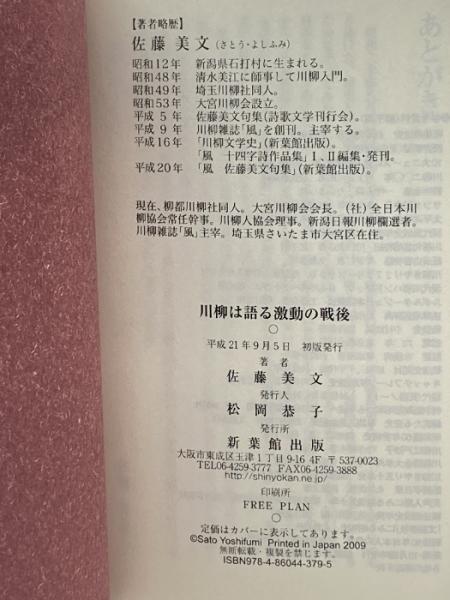 【著者略歴】
佐藤美文（さとう・よしふみ）
昭和12年 新潟県石打村に生まれる。
昭和48年 清水美江に師事して川柳入門。
昭和49年 埼玉川柳社同人。
昭和53年 大宮川柳会設立。
平成5年 佐藤美文句集（詩歌文学刊行会）。
平成9年 川柳雑誌「風」を創刊。主宰する。
平成16年 「川柳文学史」（新葉館出版）。
「風 十四字詩作品集」Ⅰ、Ⅱ編集・発刊。
平成20年 「風 佐藤美文句集」（新葉館出版）。
現在、柳都川柳社同人。大宮川柳会会長。（社）全日本川
柳協会常任幹事。川柳人協会理事。新潟日報川柳欄選者。
川柳雑誌「風」主宰。埼玉県さいたま市大宮区在住。
川柳は語る激動の戦後
○
平成21年9月5日 初版発行
著者
佐藤美文
発行人
松岡恭子
発行所
新葉館出版
大阪市東成区玉津1丁目9-16 4F 〒537-0023
TEL06-4259-3777 FAX06-4259-3888
http://shinyokan.ne.jp/
印刷所
FREE PLAN
○
定価はカバーに表示してあります。
©Sato Yoshifumi Printed in Japan 2009
無断転載・複製を禁じます。
ISBN978-4-86044-379-5
あとがき